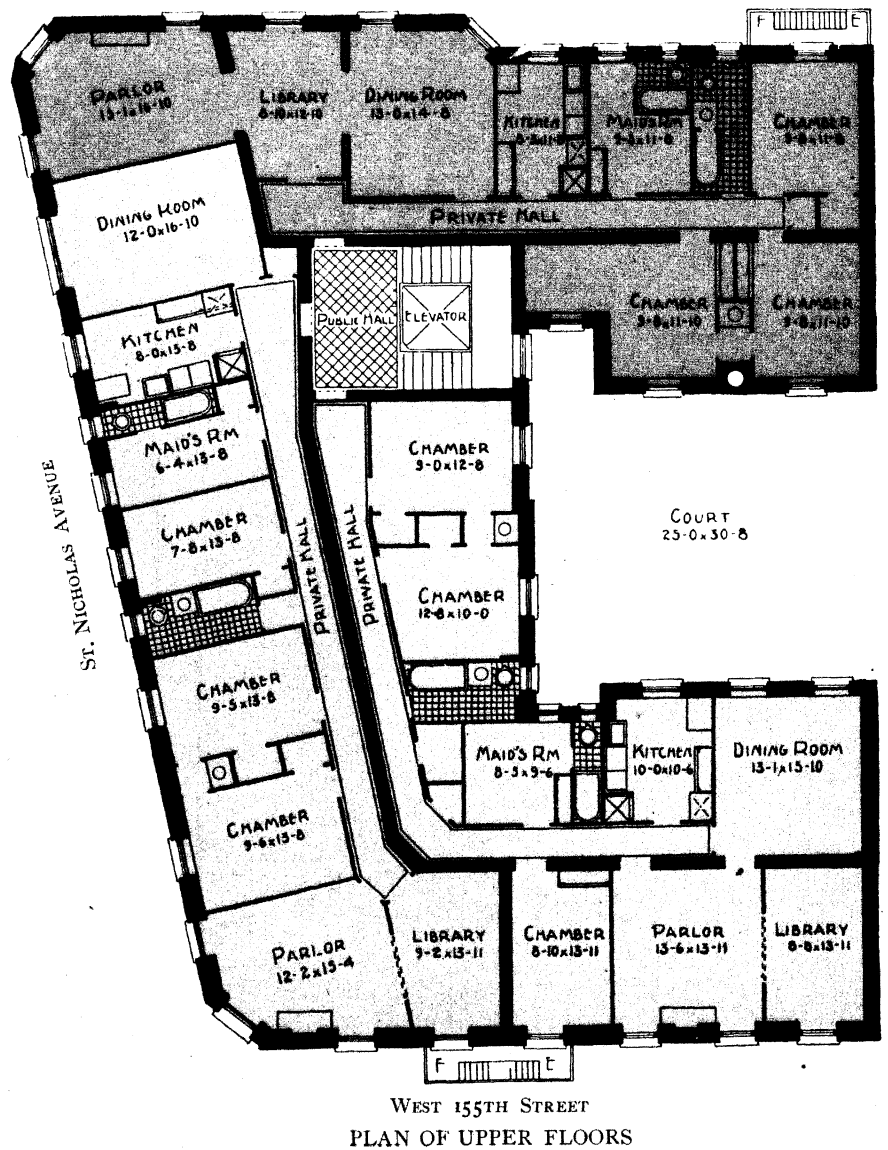 F E
PARLOR
LIBRARY
DINING ROOM
KITCHEN
MAID'S RM
CHAMBER
PRIVATE HALL
DINING ROOM
12-0x16-10
PUBLIC HALL
ELEVATOR
CHAMBER
CHAMBER
KITCHEN
8-0x13-8
MAID'S RM
6-4x13-8
CHAMBER
7-8x13-8
PRIVATE HALL
PRIVATE HALL
CHAMBER
9-0x12-8
COURT
25-0x30-8
CHAMBER
12-8x10-0
ST. NICHOLAS AVENUE
CHAMBER
9-5x13-8
MAID'S RM
8-5x9-6
KITCHEN
10-0x10-6
DINING ROOM
13-1x15-10
CHAMBER
9-6x13-8
PARLOR
12-2x15-4
LIBRARY
9-2x13-11
CHAMBER
8-10x13-11
PARLOR
13-6x13-11
LIBRARY
8-8x13-11
F E
WEST 155TH STREET
PLAN OF UPPER FLOORS